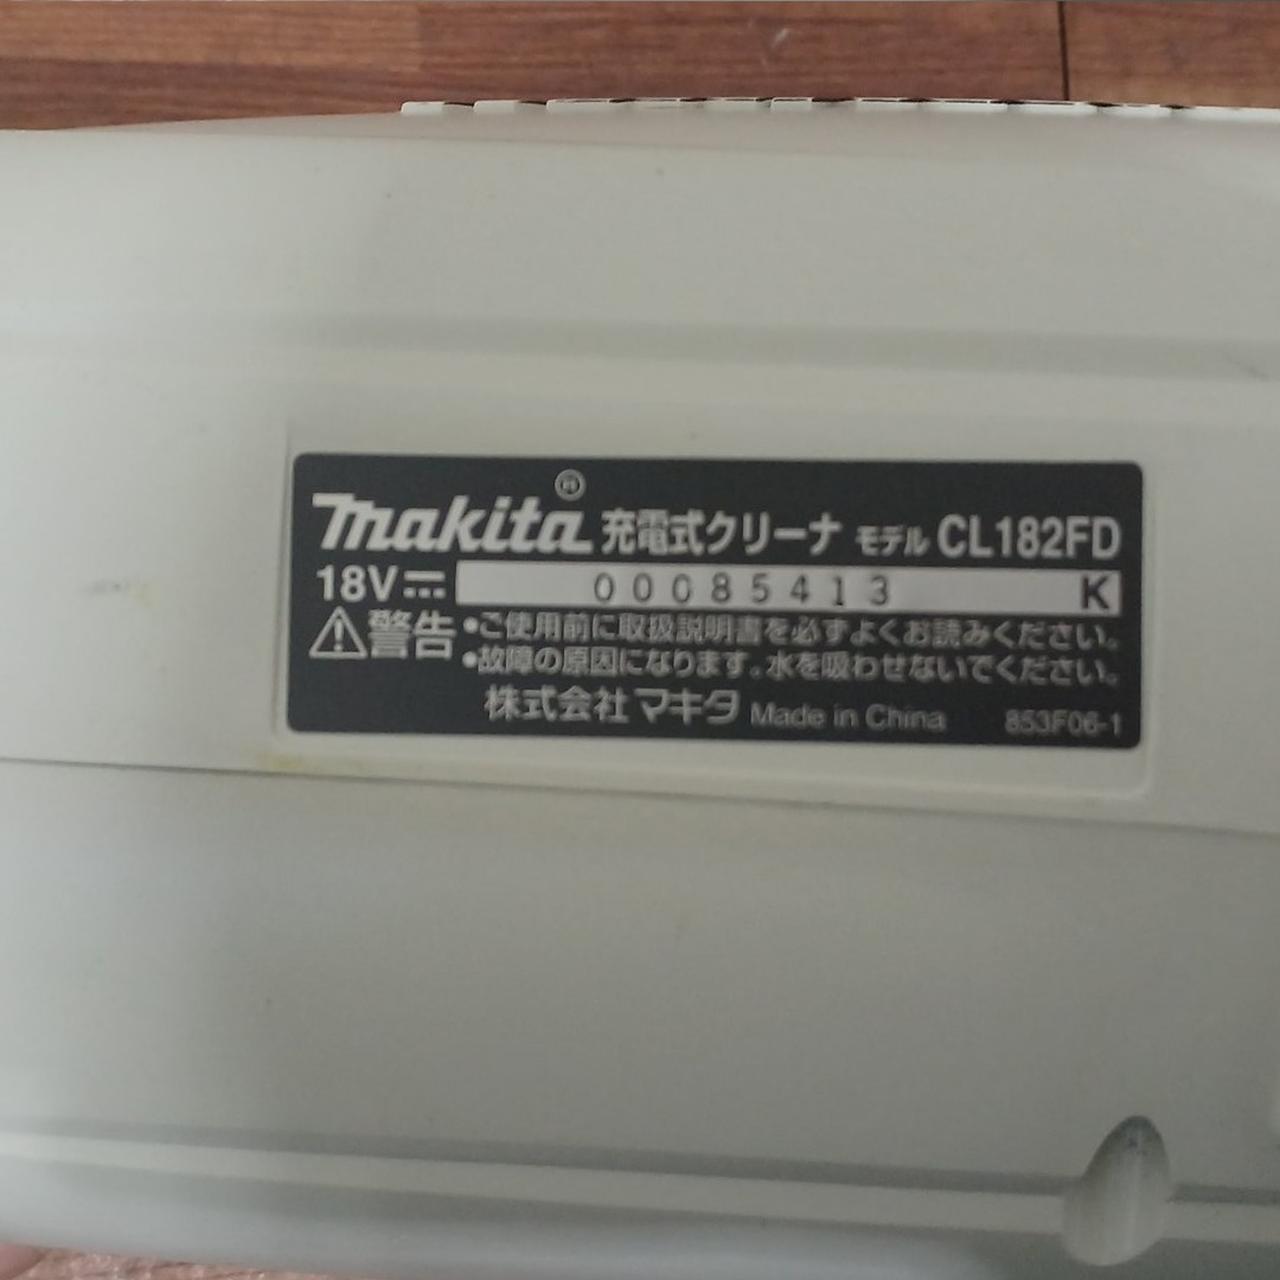 makita® 充電式クリーナ モデル CL182FD
18V 00085413 K
⚠警告 •ご使用前に取扱説明書を必ずよくお読みください。
•故障の原因になります。水を吸わせないでください。
株式会社 マキタ Made in China 853F06-1